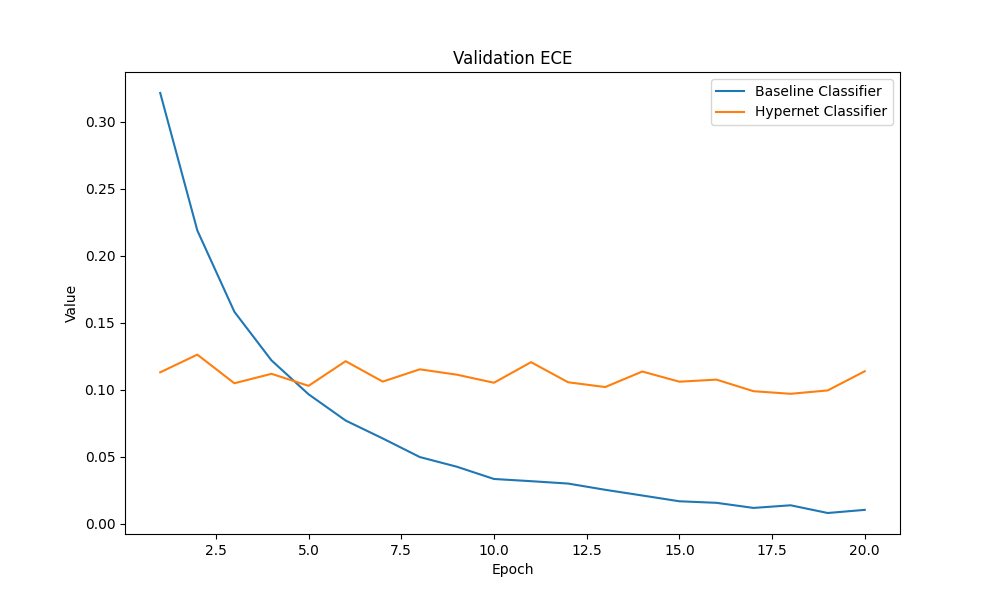 Validation ECE
Baseline Classifier
Hypernet Classifier
Value
0.30
0.25
0.20
0.15
0.10
0.05
0.00
2.5 5.0 7.5 10.0 12.5 15.0 17.5 20.0
Epoch